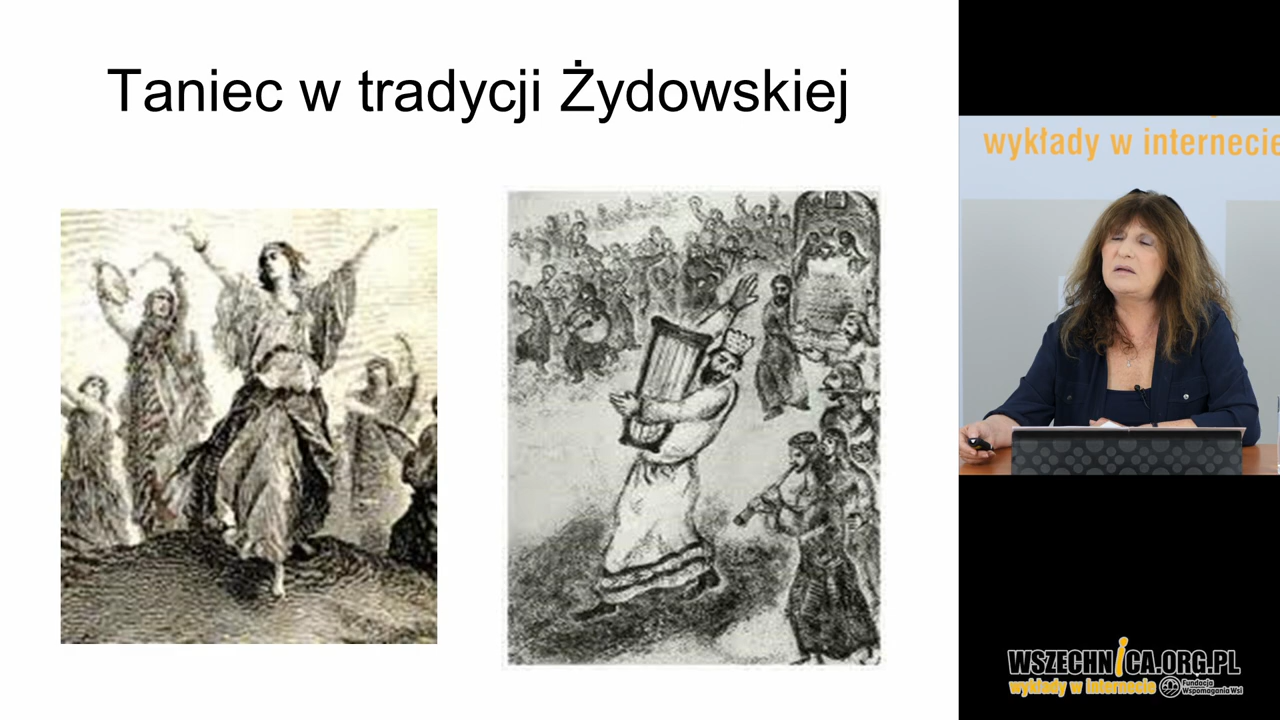 Taniec w tradycji Żydowskiej
wykłady w internecie
WSZECHNICA.ORG.PL
wykłady w internecie
Fundacja
Wspomagania Wsi